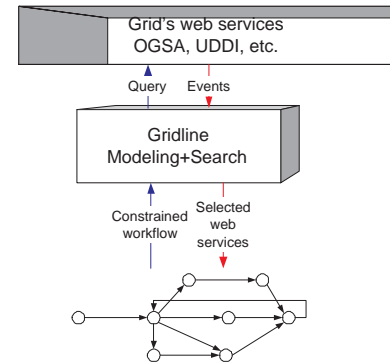 Grid's web services
OGSA, UDDI, etc.
Query
Events
Gridline
Modeling+Search
Constrained
workflow
Selected
web
services